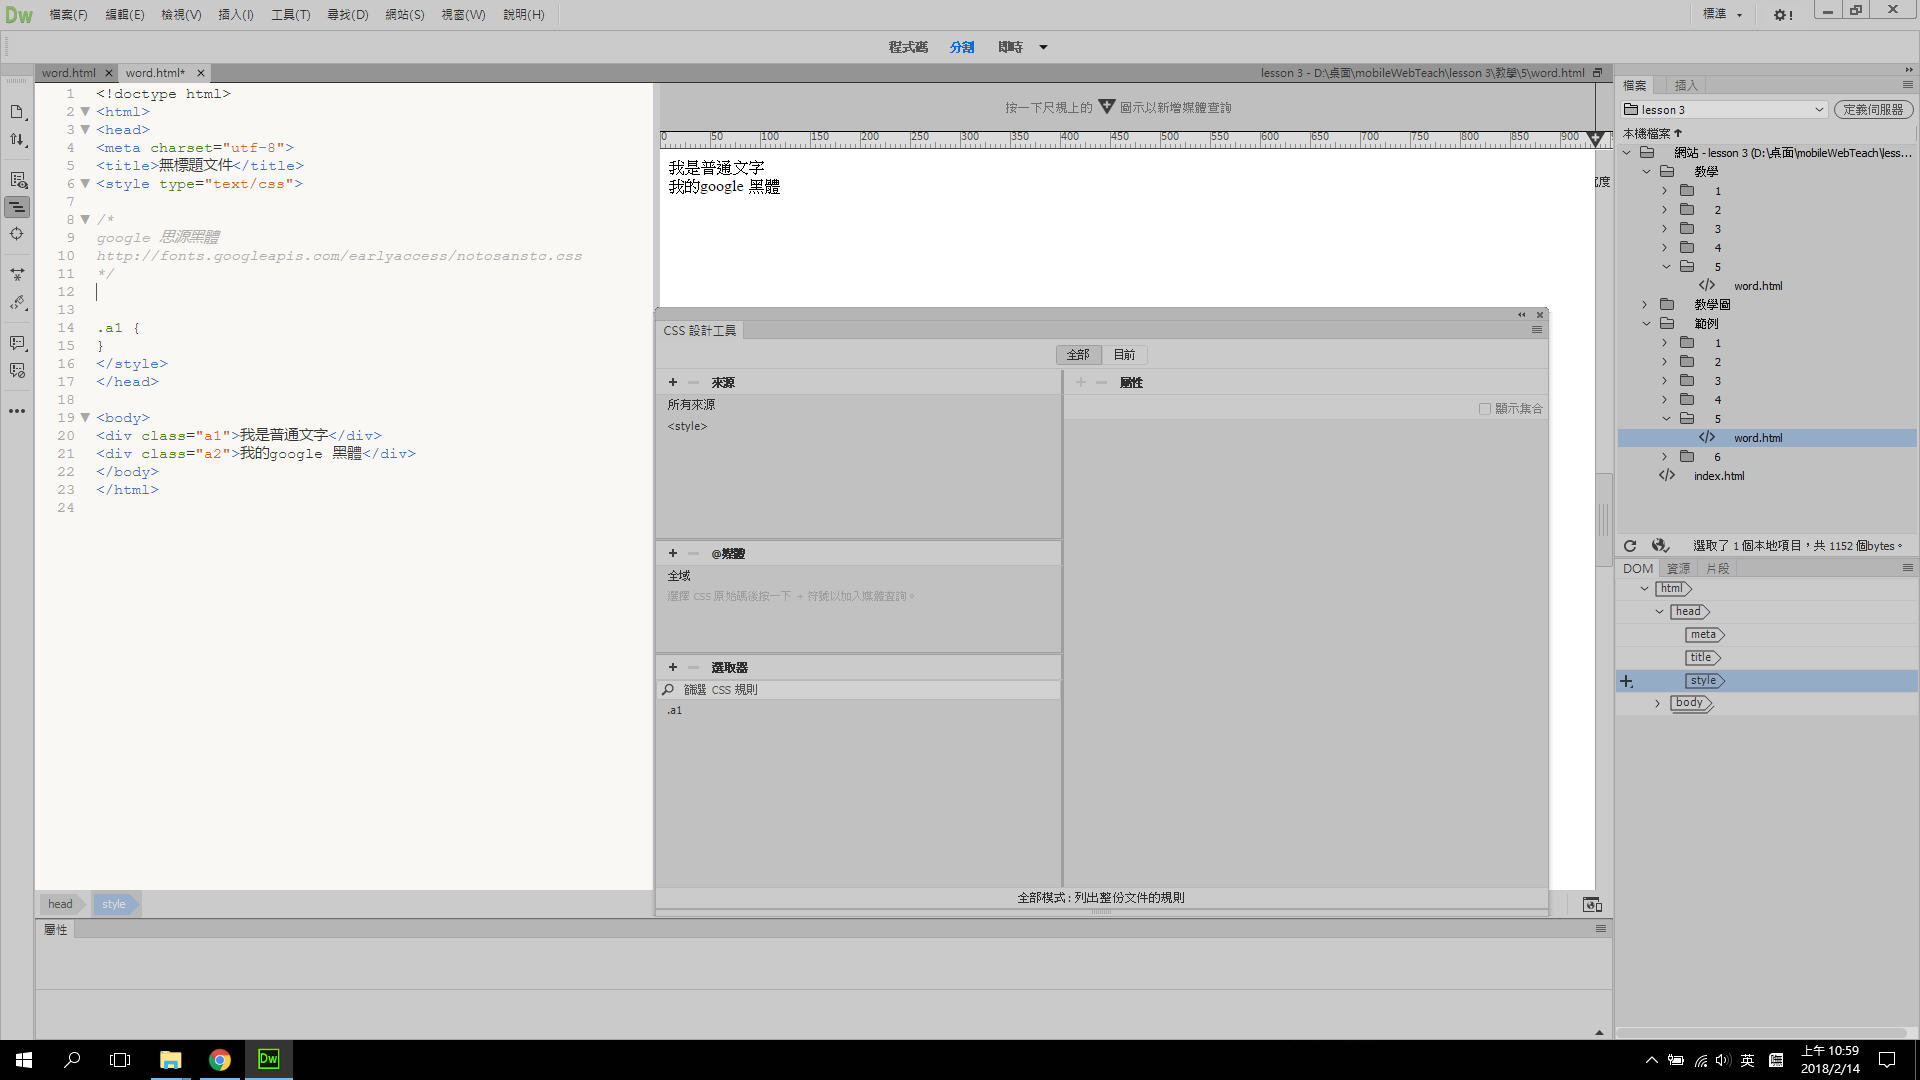 Dw 檔案(F) 編輯(E) 檢視(V) 插入(I) 工具(T) 尋找(D) 網站(S) 視窗(W) 說明(H) 標準
程式碼 分割 即時
word.html word.html* lesson 3 - D:\桌面\mobileWebTeach\lesson 3\教學\5\word.html
1 <!doctype html>
2 <html>
3 <head>
4 <meta charset="utf-8">
5 <title>無標題文件</title>
6 <style type="text/css">
7
8 /*
9 google 思源黑體
10 http://fonts.googleapis.com/earlyaccess/notosanstc.css
11 */
12
13
14 .a1 {
15 }
16 </style>
17 </head>
18
19 <body>
20 <div class="a1">我是普通文字</div>
21 <div class="a2">我的google 黑體</div>
22 </body>
23 </html>
24
head style
按一下尺規上的 圖示以新增媒體查詢
0 50 100 150 200 250 300 350 400 450 500 550 600 650 700 750 800 850 900
我是普通文字
我的google 黑體
度
CSS 設計工具
全部 目前
來源
所有來源
<style>
@媒體
全域
選擇 CSS 原始碼後按一下 + 符號以加入媒體查詢。
選取器
篩選 CSS 規則
.a1
屬性
顯示集合
全部模式 : 列出整份文件的規則
屬性
檔案 插入
lesson 3 定義伺服器
本機檔案
網站 - lesson 3 (D:\桌面\mobileWebTeach\less...
教學
1
2
3
4
5
word.html
教學圖
範例
1
2
3
4
5
word.html
6
index.html
選取了 1 個本地項目，共 1152 個bytes。
DOM 資源 片段
html
head
meta
title
style
body
Dw
英
上午 10:59
2018/2/14